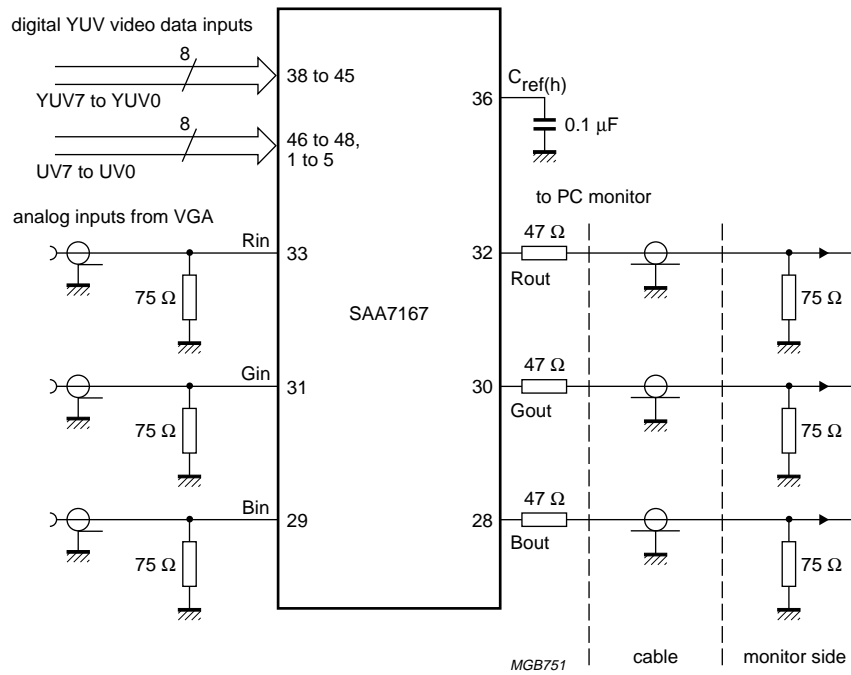 digital YUV video data inputs
8
38 to 45
YUV7 to YUV0
8
46 to 48,
1 to 5
UV7 to UV0
analog inputs from VGA
Rin
33
75 Ω
Gin
31
75 Ω
Bin
29
75 Ω
SAA7167
36
Cref(h)
0.1 µF
to PC monitor
32
47 Ω
Rout
75 Ω
30
47 Ω
Gout
75 Ω
28
47 Ω
Bout
75 Ω
MGB751
cable
monitor side